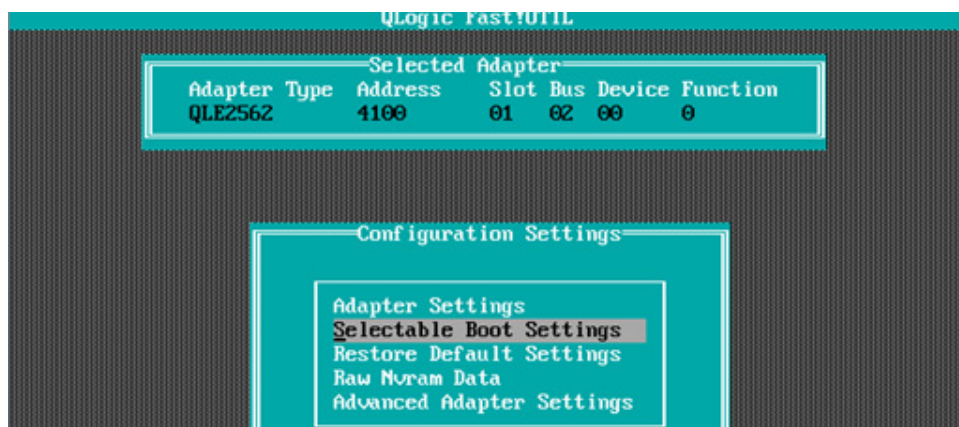 QLogic Fast!UTIL
Selected Adapter
Adapter Type Address Slot Bus Device Function
QLE2562 4100 01 02 00 0
Configuration Settings
Adapter Settings
Selectable Boot Settings
Restore Default Settings
Raw Nvram Data
Advanced Adapter Settings